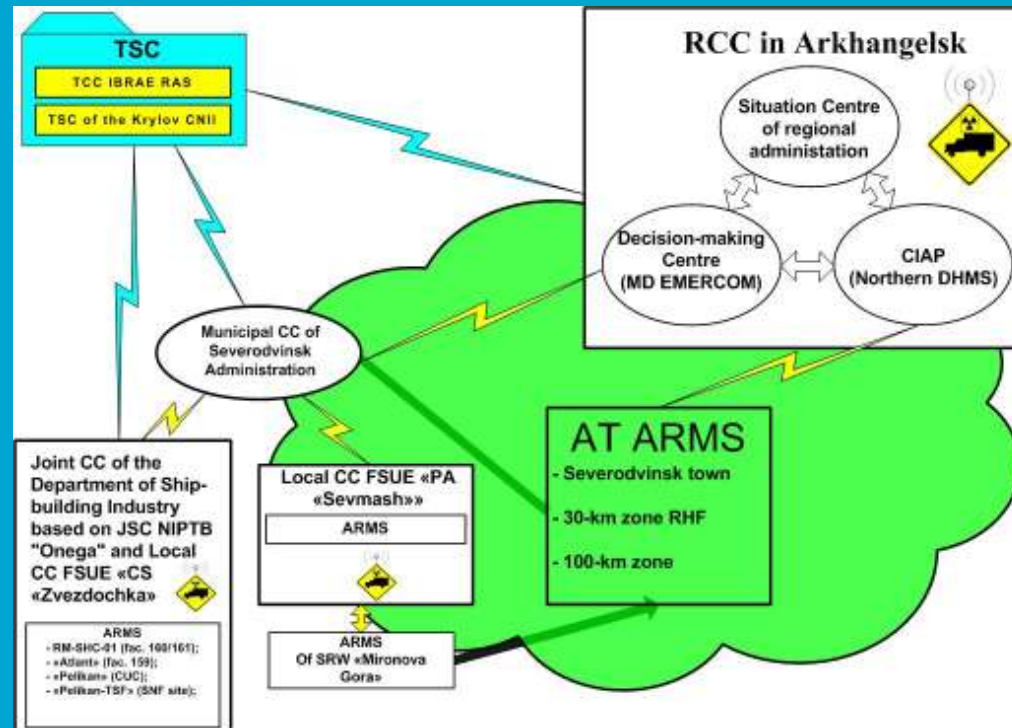 TSC
TCC IBRAE RAS
TSC of the Krylov CNII
RCC in Arkhangelsk
Situation Centre
of regional
administation
Decision-making
Centre
(MD EMERCOM)
CIAP
(Northern DHMS)
Municipal CC of
Severodvinsk
Administration
Joint CC of the
Department of Ship-
building Industry
based on JSC NIPTB
"Onega" and Local
CC FSUE «CS
«Zvezdochka»
ARMS
- RM-SHC-01 (fac. 160/161);
- «Atlant» (fac. 159);
- «Pelikan» (CUC);
- «Pelikan-TSF» (SNF site);
Local CC FSUE «PA
«Sevmash»»
ARMS
ARMS
Of SRW «Mironova
Gora»
AT ARMS
- Severodvinsk town
- 30-km zone RHF
- 100-km zone